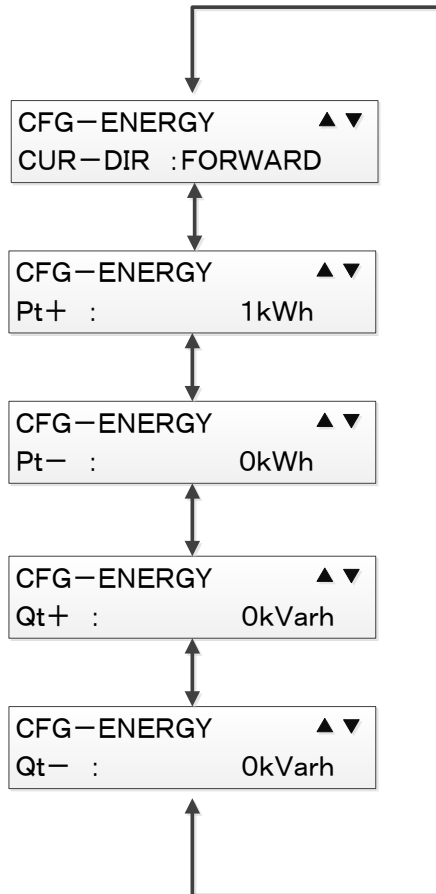 CFG－ENERGY ▲ ▼
CUR－DIR :FORWARD
CFG－ENERGY ▲ ▼
Pt＋ : 1kWh
CFG－ENERGY ▲ ▼
Pt－ : 0kWh
CFG－ENERGY ▲ ▼
Qt＋ : 0kVarh
CFG－ENERGY ▲ ▼
Qt－ : 0kVarh